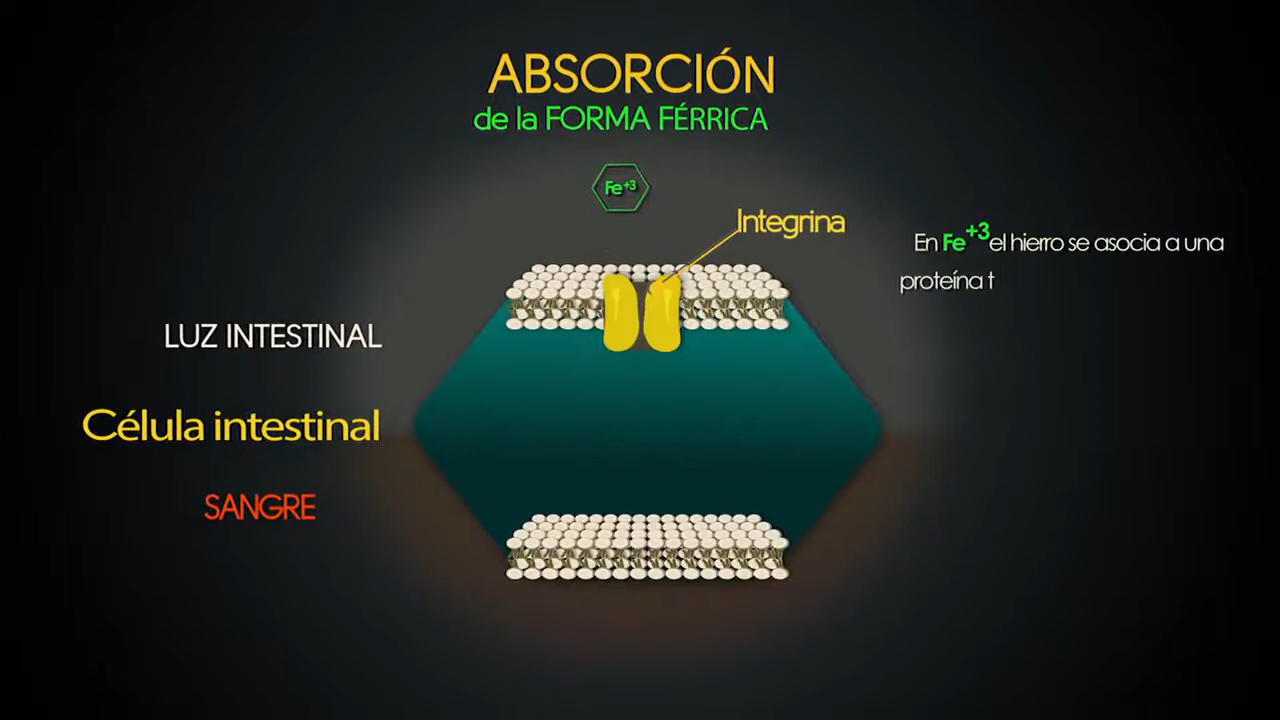 ABSORCIÓN
de la FORMA FÉRRICA
Fe+3
Integrina
En Fe+3 el hierro se asocia a una
proteína t
LUZ INTESTINAL
Célula intestinal
SANGRE